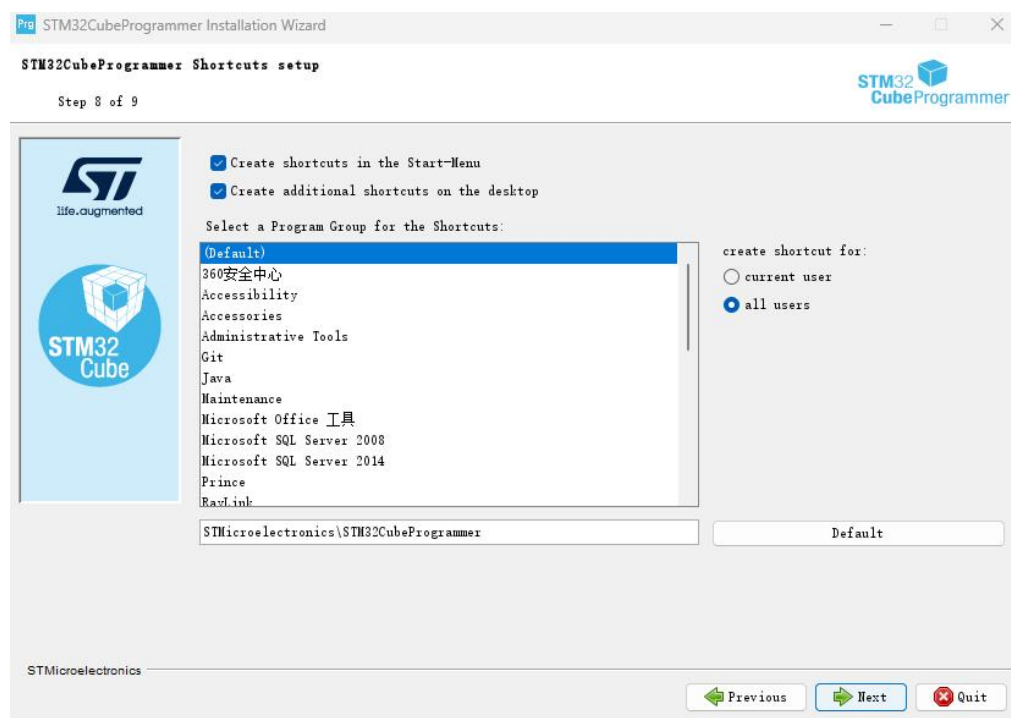 Prg STM32CubeProgrammer Installation Wizard
STM32CubeProgrammer Shortcuts setup
Step 8 of 9
STM32
CubeProgrammer
life.augmented
STM32
Cube
Create shortcuts in the Start-Menu
Create additional shortcuts on the desktop
Select a Program Group for the Shortcuts:
(Default)
360安全中心
Accessibility
Accessories
Administrative Tools
Git
Java
Maintenance
Microsoft Office 工具
Microsoft SQL Server 2008
Microsoft SQL Server 2014
Prince
RayLink
create shortcut for:
current user
all users
STMicroelectronics\STM32CubeProgrammer
Default
STMicroelectronics
Previous
Next
Quit